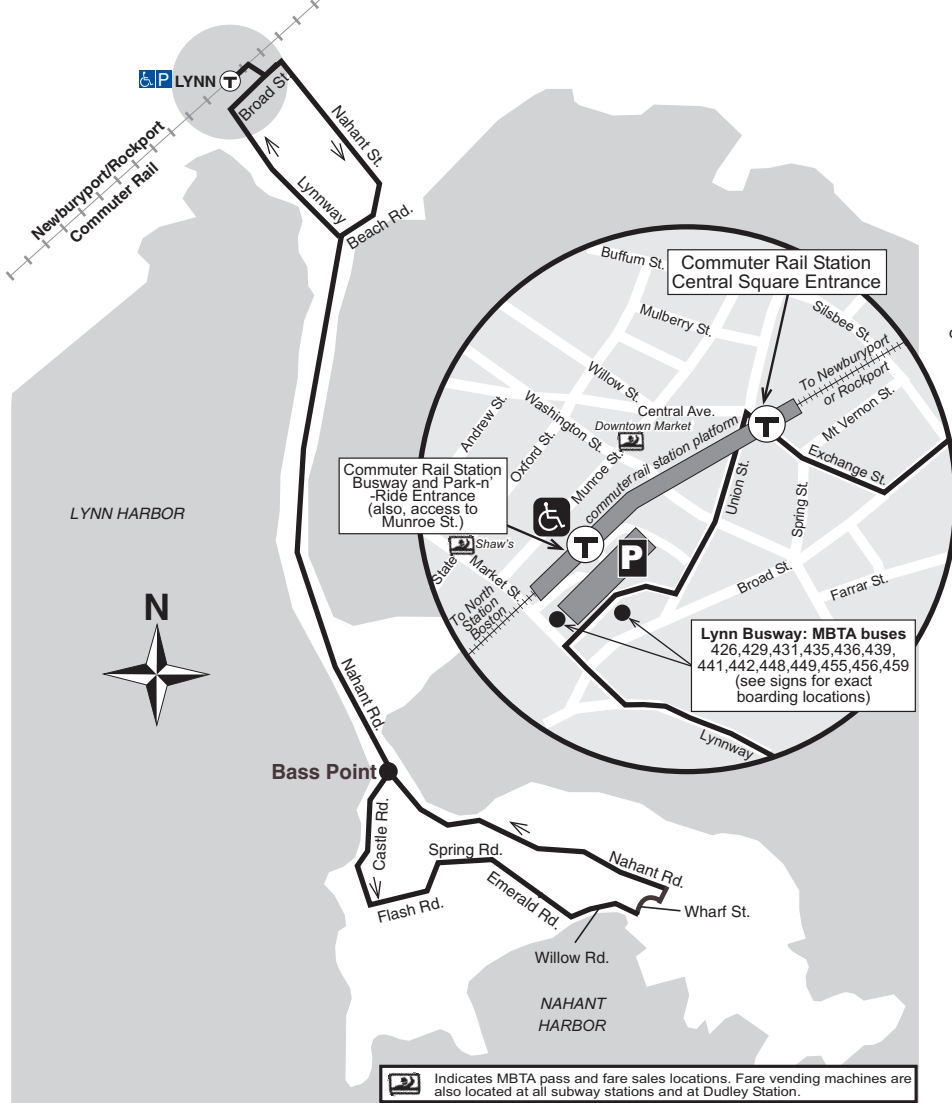 P LYNN T
Broad St
Nahant St.
Lynnway
Beach Rd.
Newburyport/Rockport
Commuter Rail
LYNN HARBOR
N
Nahant Rd.
Bass Point
Castle Rd.
Flash Rd.
Spring Rd.
Emerald Rd.
Willow Rd.
Nahant Rd.
Wharf St.
NAHANT
HARBOR
Commuter Rail Station
Central Square Entrance
Buffum St.
Mulberry St.
Silsbee St.
To Newburyport
or Rockport
Willow St.
Washington St.
Central Ave.
Downtown Market
Andrew St.
Oxford St.
Munroe St.
commuter rail station platform
T
Mt Vernon St.
Exchange St.
Union St.
Spring St.
Commuter Rail Station
Busway and Park-n'
-Ride Entrance
(also, access to
Munroe St.)
T
P
Shaw's
State
Market St.
To North
Station
Boston
Broad St.
Farrar St.
Lynn Busway: MBTA buses
426,429,431,435,436,439,
441,442,448,449,455,456,459
(see signs for exact
boarding locations)
Lynnway
Indicates MBTA pass and fare sales locations. Fare vending machines are
also located at all subway stations and at Dudley Station.